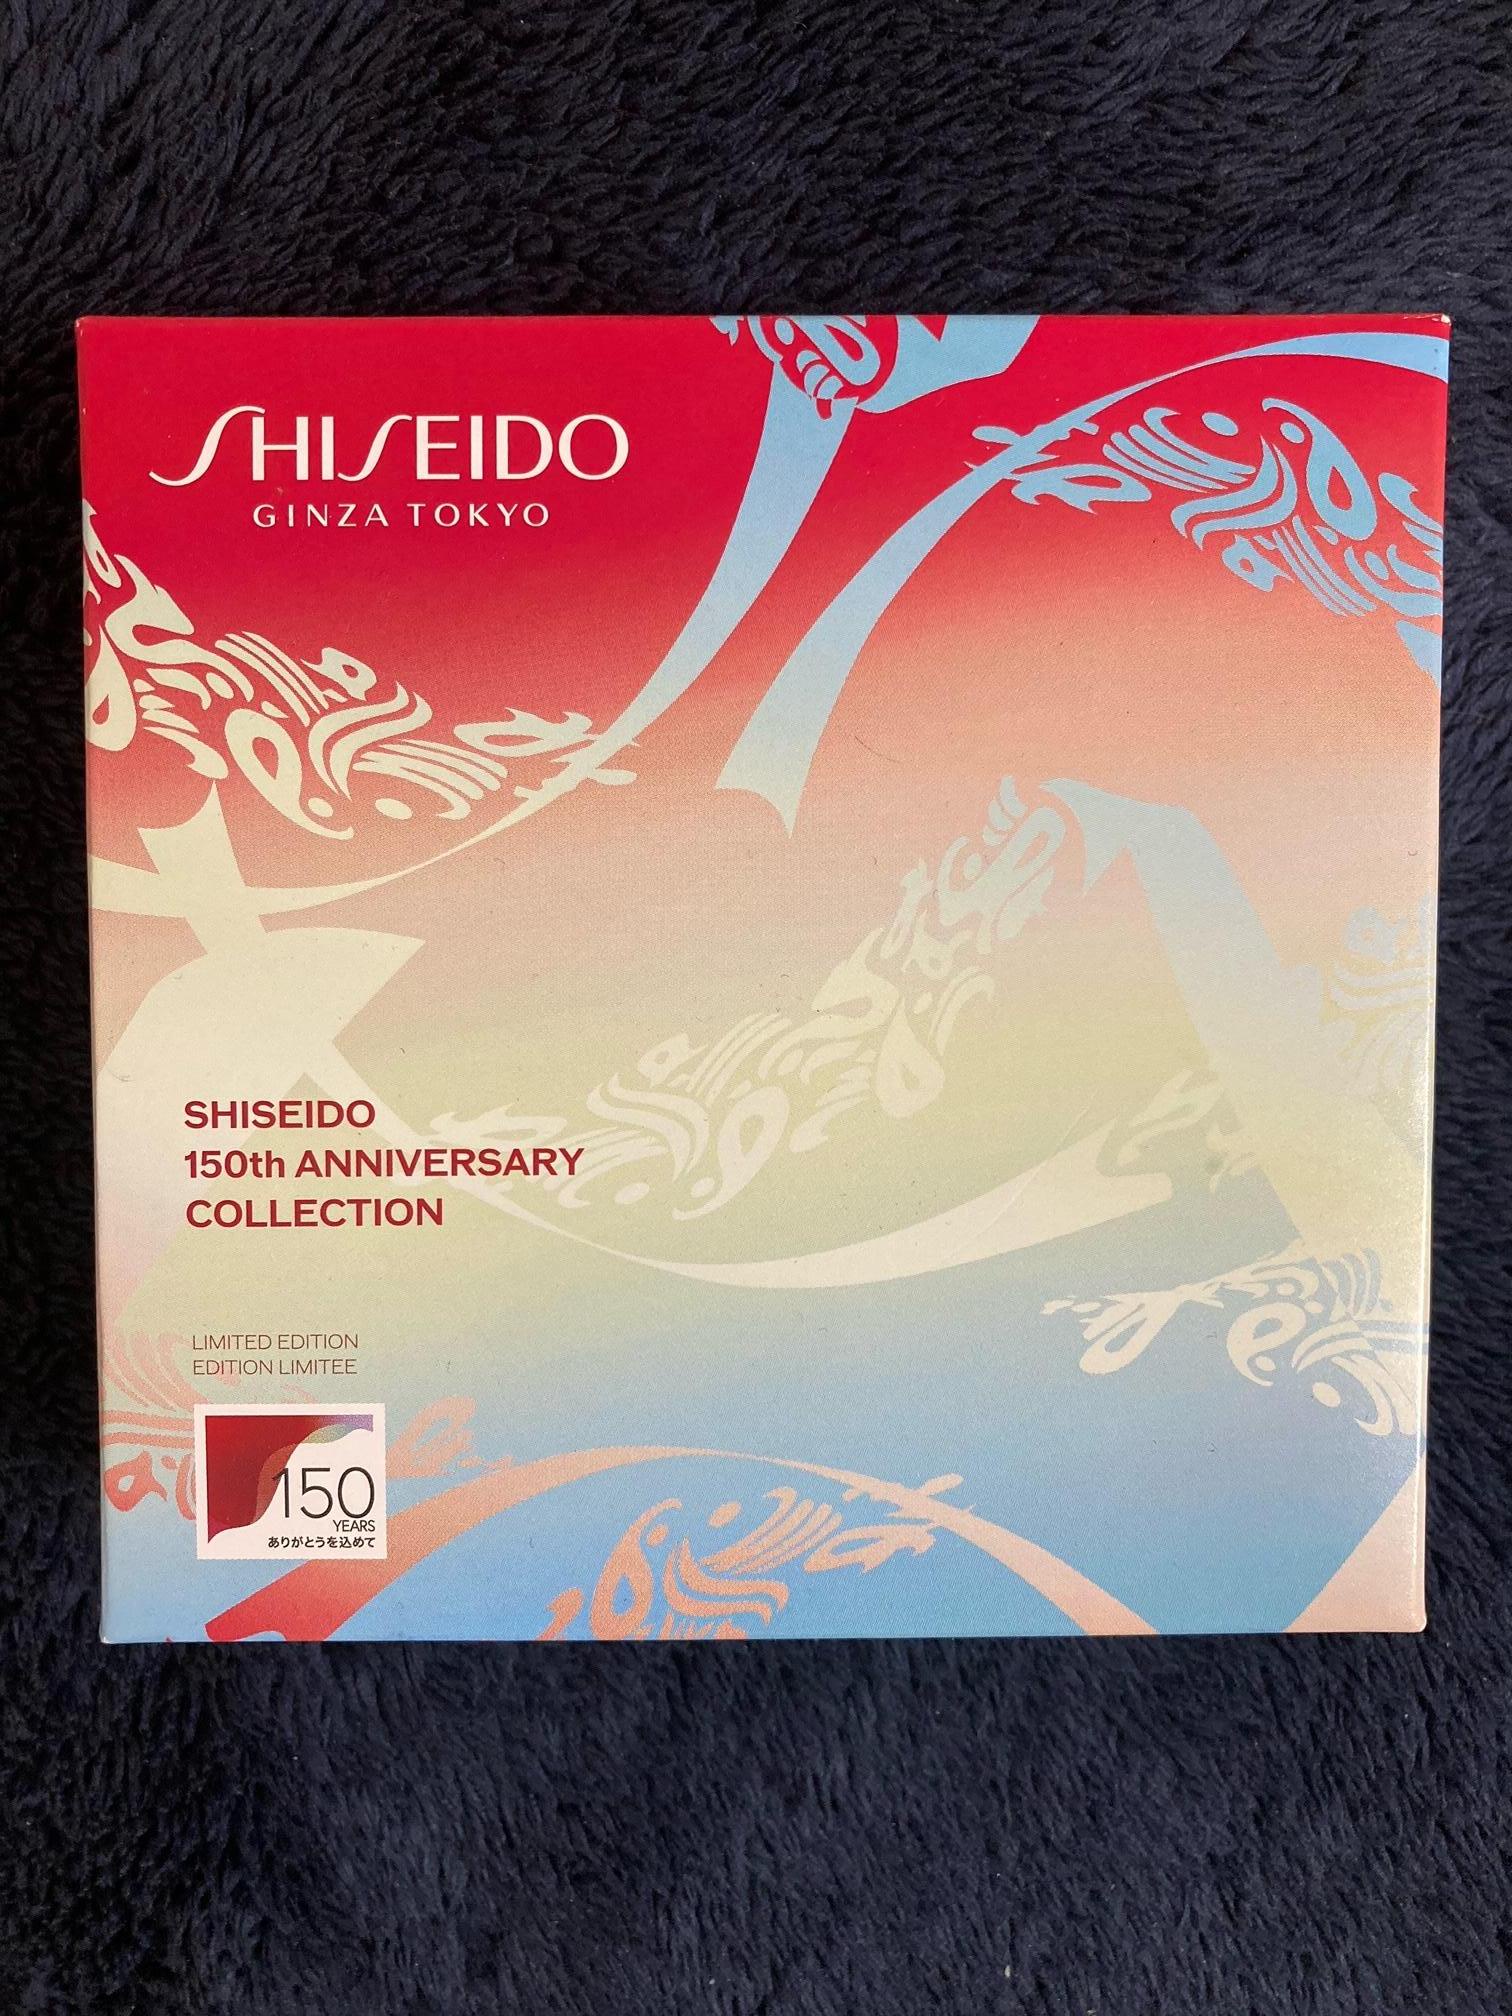 SHISEIDO
GINZA TOKYO
SHISEIDO
150th ANNIVERSARY
COLLECTION
LIMITED EDITION
EDITION LIMITEE
150
YEARS
ありがとうを込めて